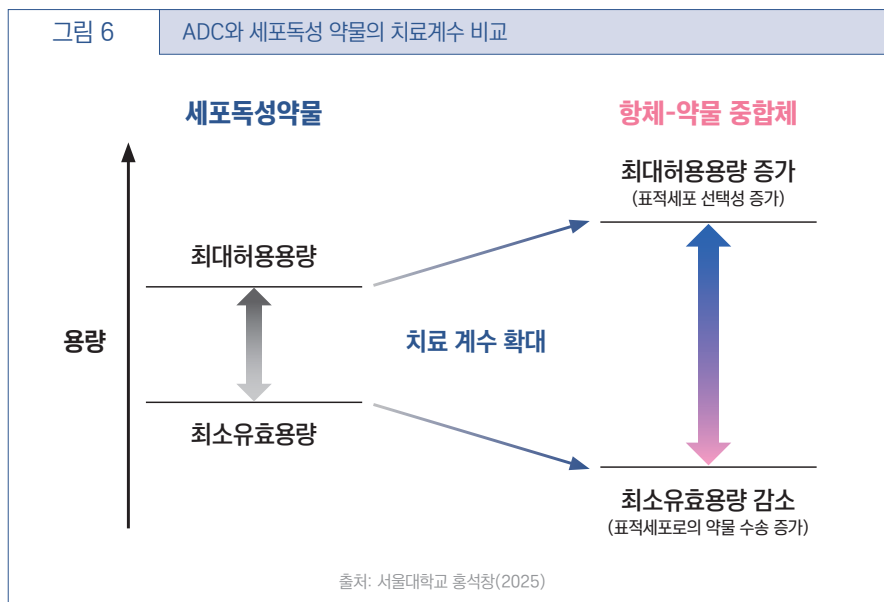 그림 6
ADC와 세포독성 약물의 치료계수 비교
세포독성약물
항체-약물 중합체
최대허용용량 증가
(표적세포 선택성 증가)
최대허용용량
용량
치료 계수 확대
최소유효용량
최소유효용량 감소
(표적세포로의 약물 수송 증가)
출처: 서울대학교 홍석창(2025)